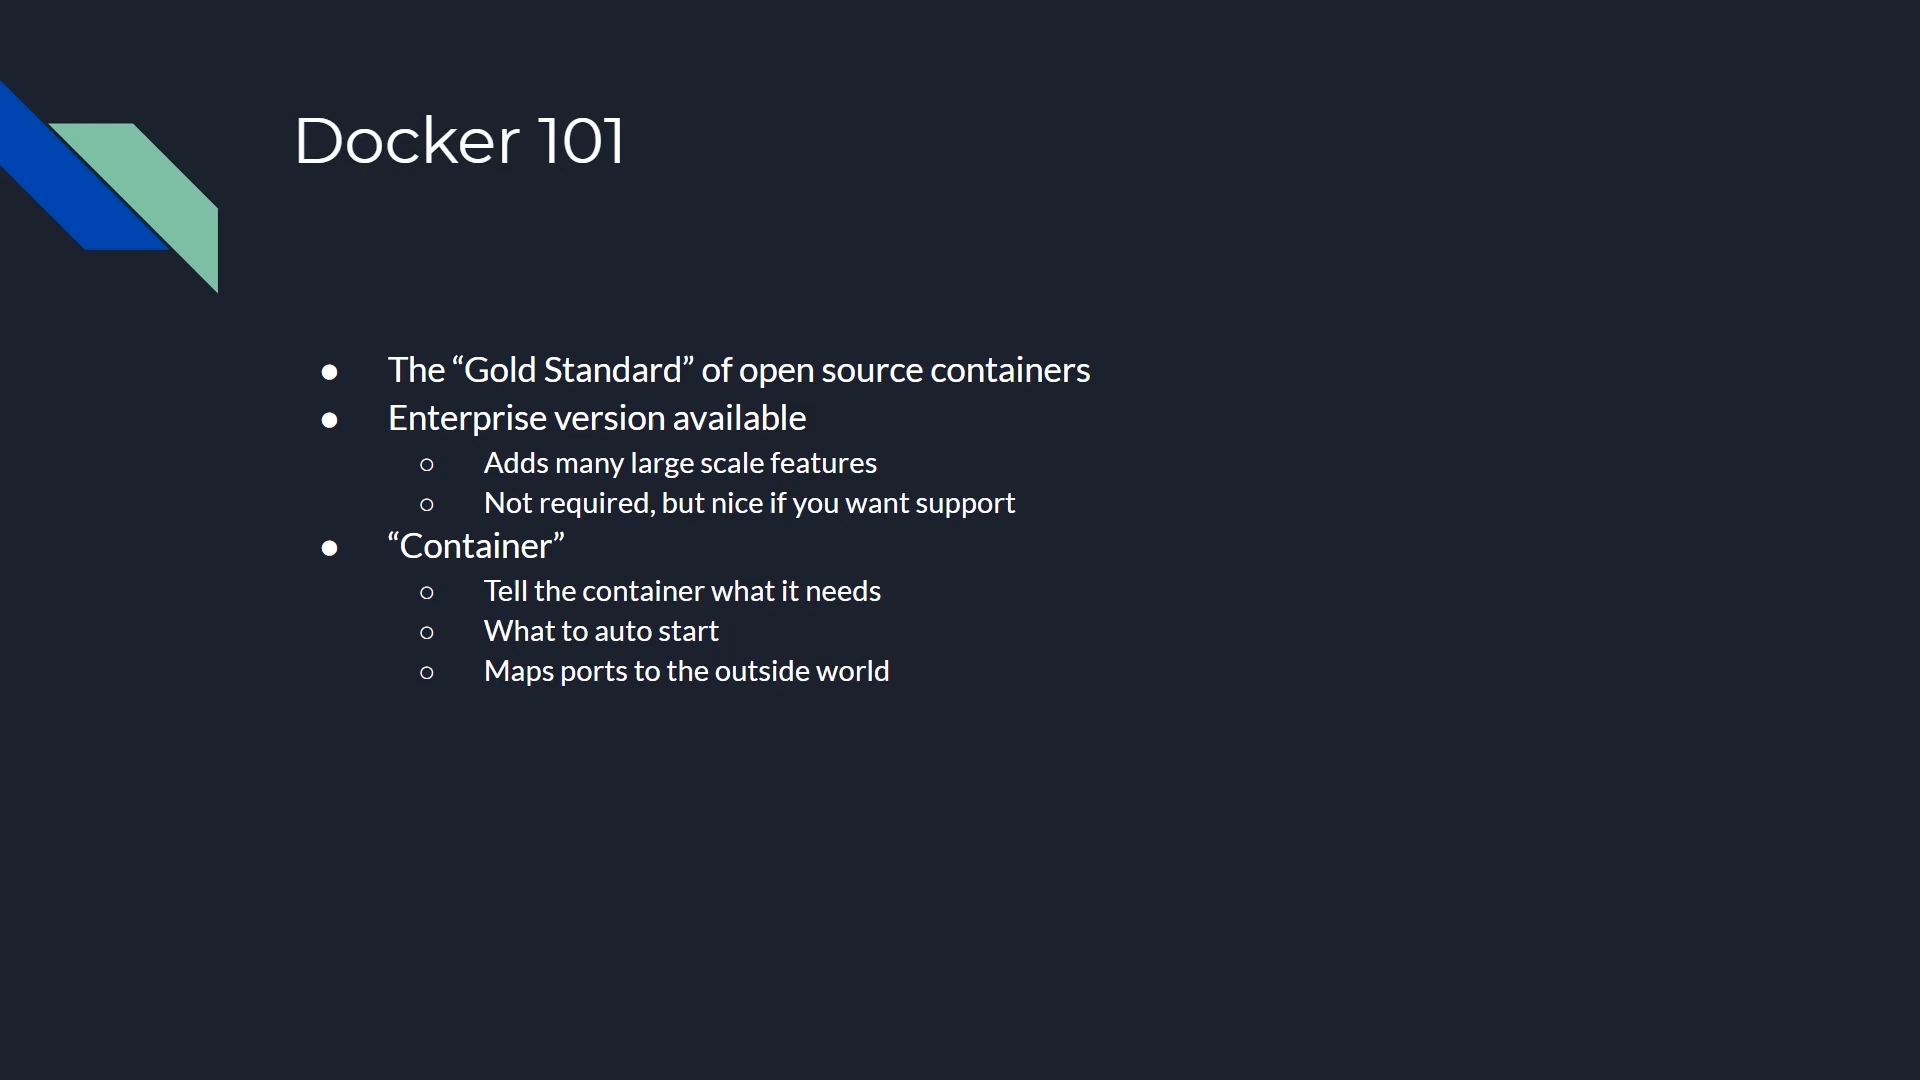 Docker 101
● The “Gold Standard” of open source containers
● Enterprise version available
○ Adds many large scale features
○ Not required, but nice if you want support
● “Container”
○ Tell the container what it needs
○ What to auto start
○ Maps ports to the outside world